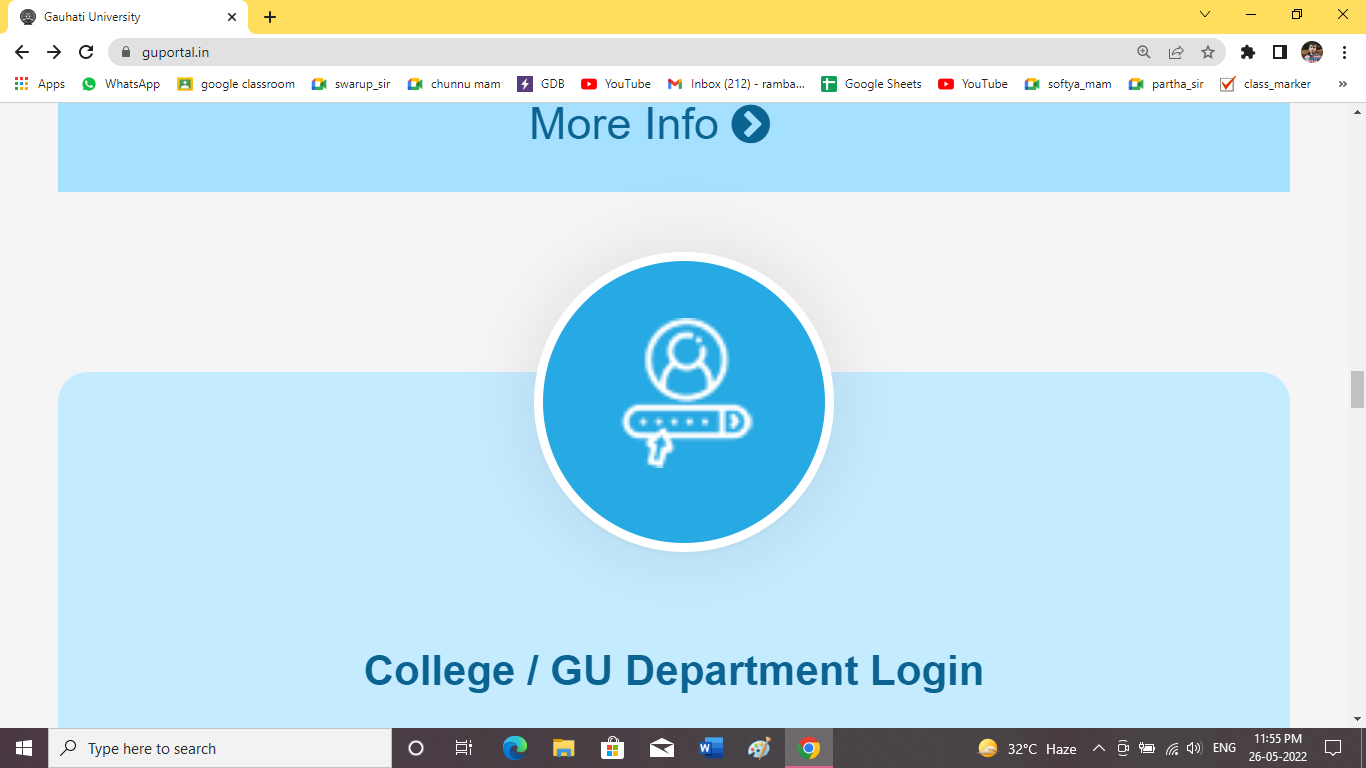 Gauhati University
guportal.in
Apps WhatsApp google classroom swarup_sir chunnu mam GDB YouTube Inbox (212) - ramba... Google Sheets YouTube softya_mam partha_sir class_marker »
More Info
College / GU Department Login
Type here to search
32°C Haze
ENG
11:55 PM
26-05-2022